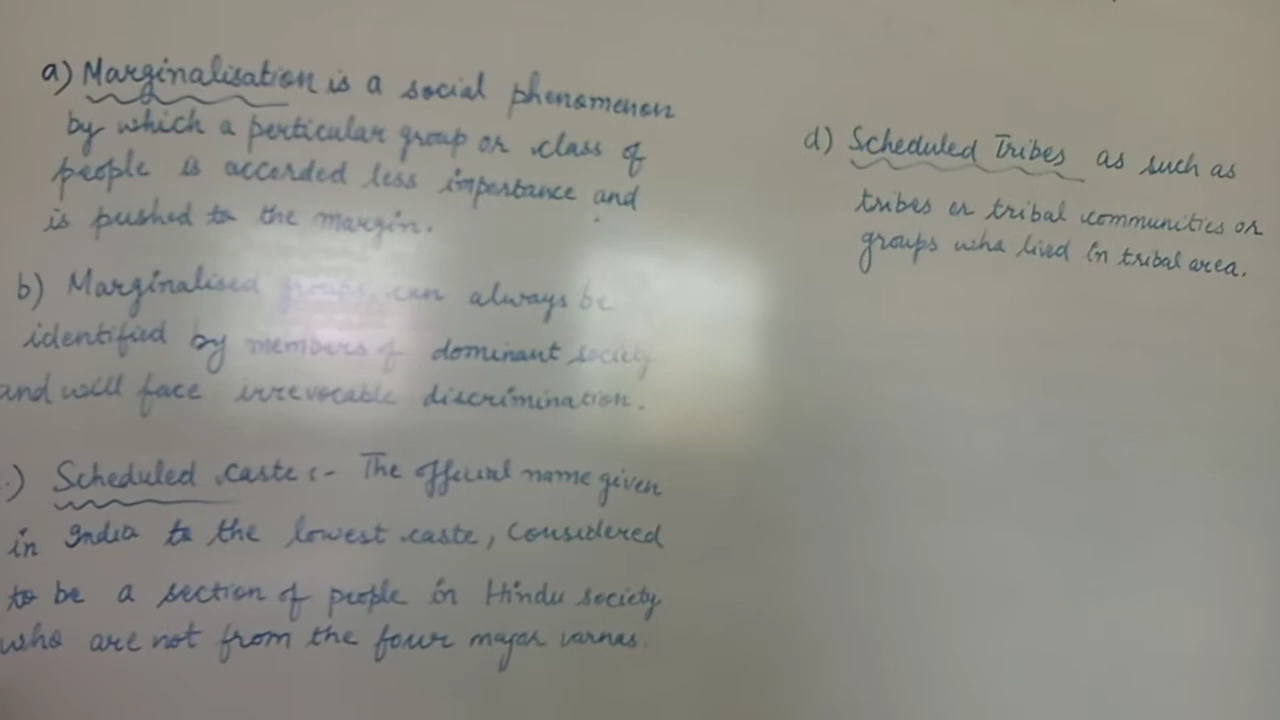 a) Marginalisation is a social phenomenon
by which a perticular group or class of
people is accorded less importance and
is pushed to the margin.
b) Marginalised groups can always be
identified by members of dominant society
and will face irrevocable discrimination.
.) Scheduled caste :- The official name given
in India to the lowest caste, Considered
to be a section of people in Hindu society
who are not from the four major varnas.
d) Scheduled Tribes as such as
tribes or tribal communities or
groups who lived in tribal area.